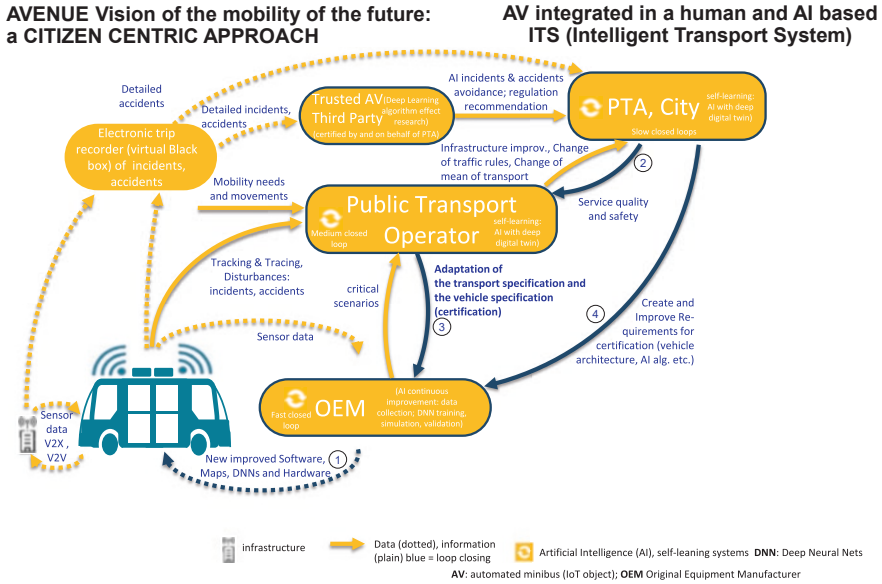 AVENUE Vision of the mobility of the future:
a CITIZEN CENTRIC APPROACH
AV integrated in a human and AI based
ITS (Intelligent Transport System)
Detailed
accidents
Detailed incidents,
accidents
Trusted AV (Deep Learning
Third Party algorithm effect
research)
(certified by and on behalf of PTA)
AI incidents & accidents
avoidance; regulation
recommendation
PTA, City
self-learning:
AI with deep
digital twin)
Slow closed loops
Electronic trip
recorder (virtual Black
box) of incidents,
accidents
Infrastructure improv., Change
of traffic rules, Change of
mean of transport
2
Mobility needs
and movements
Public Transport
Operator
Medium closed
loop
self-learning:
AI with deep
digital twin)
Service quality
and safety
Tracking & Tracing,
Disturbances:
incidents, accidents
critical
scenarios
Adaptation of
the transport specification and
the vehicle specification
(certification)
3
4
Create and
Improve Re-
quirements for
certification (vehicle
architecture, AI alg. etc.)
Sensor data
OEM
Fast closed
loop
(AI continuous
improvement: data
collection; DNN training,
simulation, validation)
Sensor
data
V2X ,
V2V
New improved Software,
Maps, DNNs and Hardware
1
infrastructure
Data (dotted), information
(plain) blue = loop closing
Artificial Intelligence (AI), self-leaning systems DNN: Deep Neural Nets
AV: automated minibus (IoT object); OEM Original Equipment Manufacturer